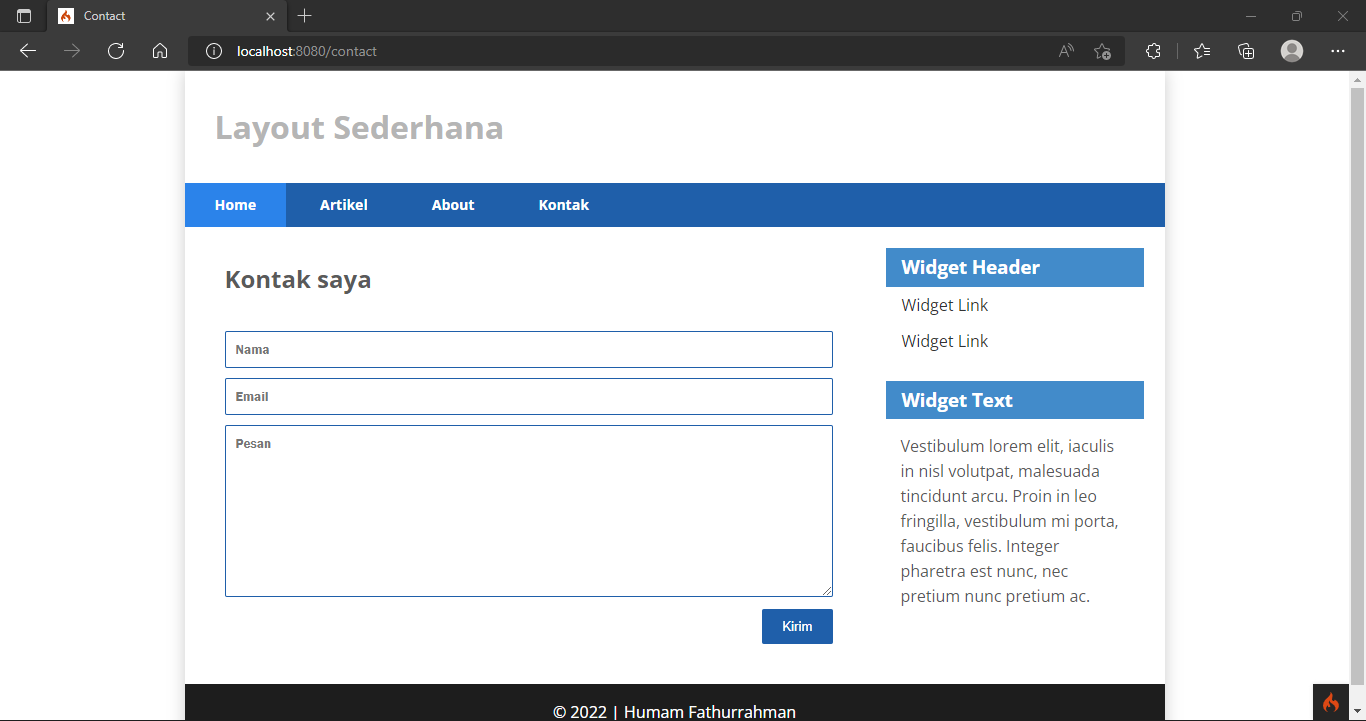 Contact
localhost:8080/contact
Layout Sederhana
Home Artikel About Kontak
Kontak saya
Nama
Email
Pesan
Kirim
Widget Header
Widget Link
Widget Link
Widget Text
Vestibulum lorem elit, iaculis
in nisl volutpat, malesuada
tincidunt arcu. Proin in leo
fringilla, vestibulum mi porta,
faucibus felis. Integer
pharetra est nunc, nec
pretium nunc pretium ac.
© 2022 | Humam Fathurrahman